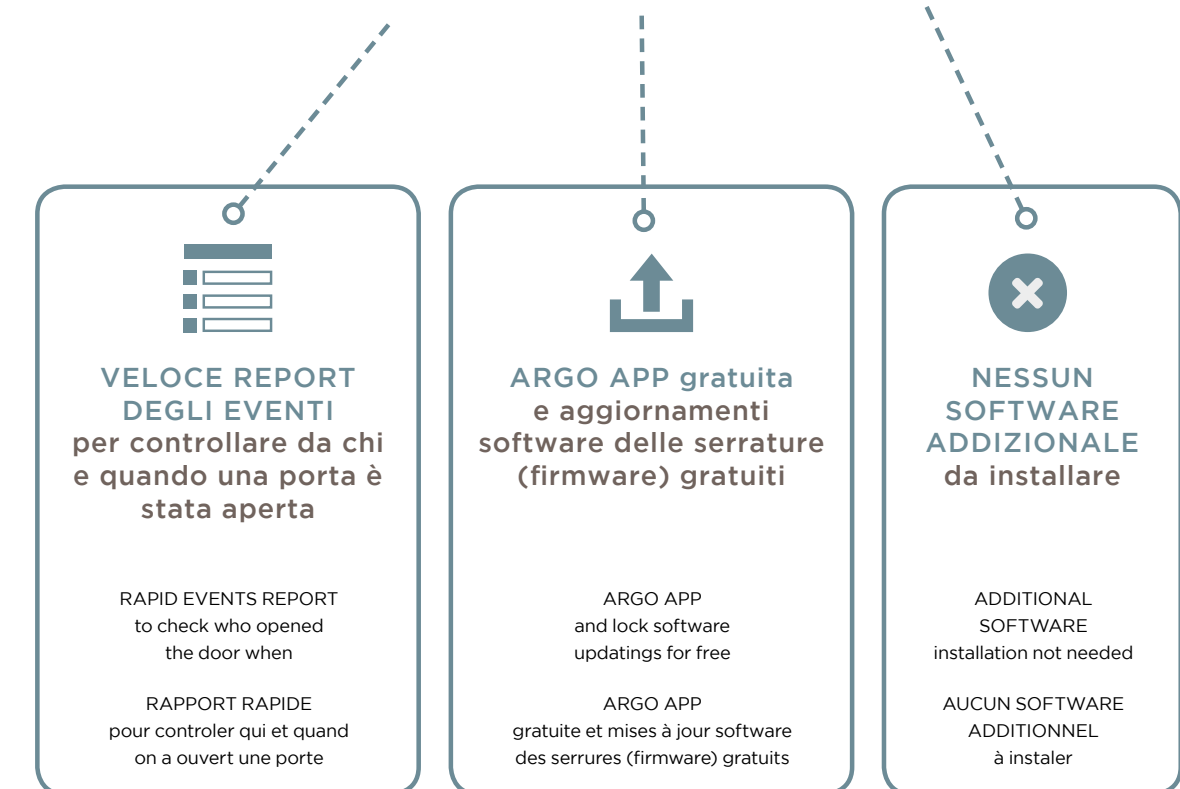 VELOCE REPORT
DEGLI EVENTI
per controllare da chi
e quando una porta è
stata aperta
RAPID EVENTS REPORT
to check who opened
the door when
RAPPORT RAPIDE
pour controler qui et quand
on a ouvert une porte
ARGO APP gratuita
e aggiornamenti
software delle serrature
(firmware) gratuiti
ARGO APP
and lock software
updatings for free
ARGO APP
gratuite et mises à jour software
des serrures (firmware) gratuits
NESSUN
SOFTWARE
ADDIZIONALE
da installare
ADDITIONAL
SOFTWARE
installation not needed
AUCUN SOFTWARE
ADDITIONNEL
à instaler